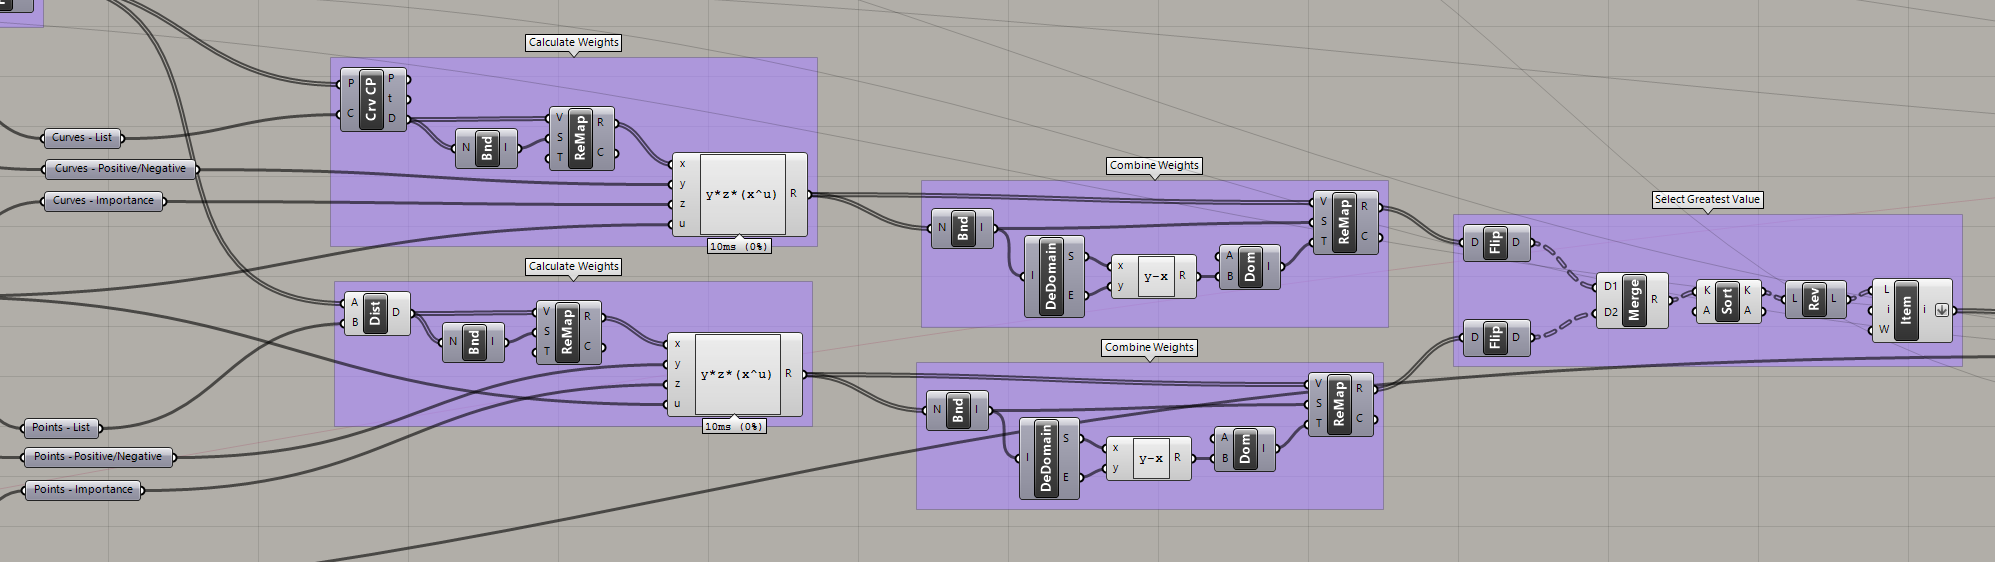 Calculate Weights
P
C
Crv CP
P
t
D
N
Bnd
I
V
S
T
ReMap
R
C
x
y
z
u
y*z*(x^u)
R
10ms (0%)
Curves - List
Curves - Positive/Negative
Curves - Importance
Calculate Weights
A
B
Dist
D
N
Bnd
I
V
S
T
ReMap
R
C
x
y
z
u
y*z*(x^u)
R
10ms (0%)
Points - List
Points - Positive/Negative
Points - Importance
Combine Weights
N
Bnd
I
I
DeDomain
S
E
x
y
y-x
R
A
B
Dom
I
V
S
T
ReMap
R
C
Combine Weights
N
Bnd
I
I
DeDomain
S
E
x
y
y-x
R
A
B
Dom
I
V
S
T
ReMap
R
C
Select Greatest Value
D
Flip
D
D
Flip
D
D1
D2
Merge
R
K
A
Sort
K
A
L
Rev
L
L
i
W
Item
i